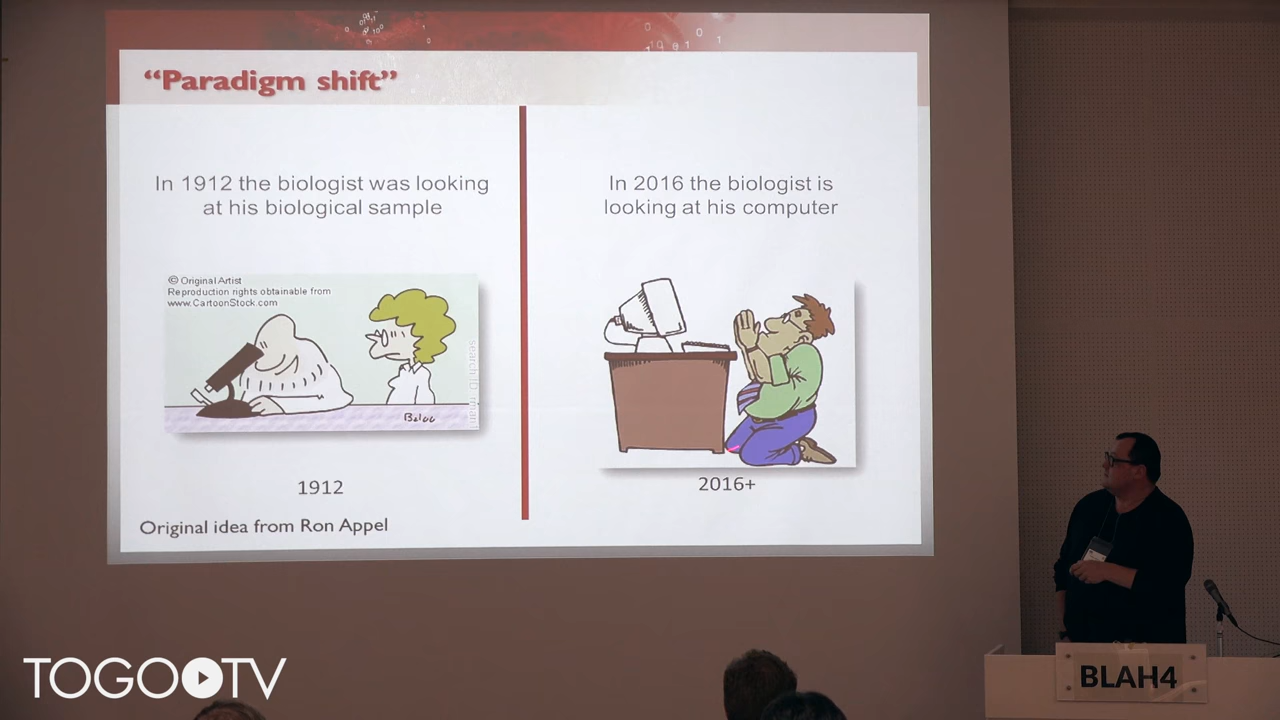 “Paradigm shift”
In 1912 the biologist was looking
at his biological sample
© Original Artist
Reproduction rights obtainable from
www.CartoonStock.com
1912
Original idea from Ron Appel
In 2016 the biologist is
looking at his computer
2016+
BLAH4
TOGOTV